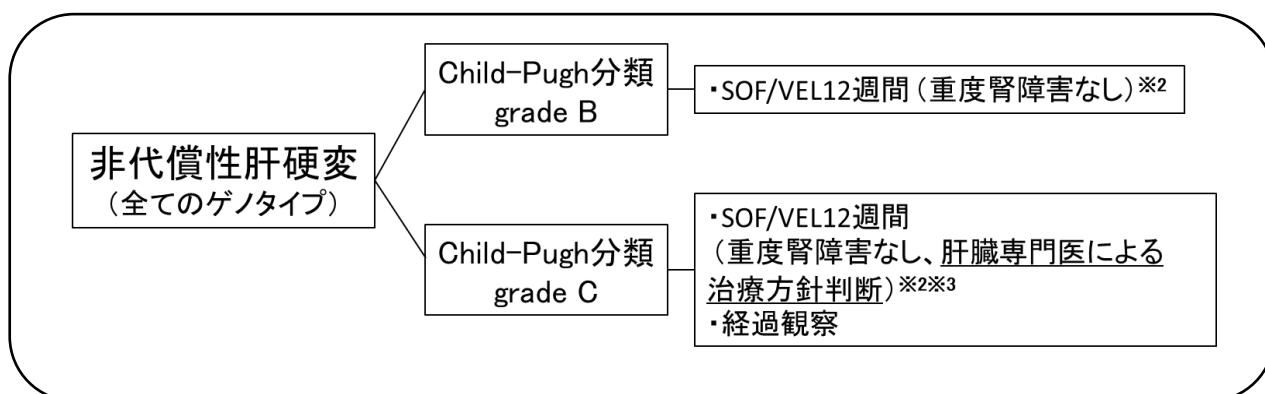 非代償性肝硬変
（全てのゲノタイプ）
Child-Pugh分類
grade B
・SOF/VEL12週間（重度腎障害なし）※2
Child-Pugh分類
grade C
・SOF/VEL12週間
（重度腎障害なし、肝臓専門医による
治療方針判断）※2※3
・経過観察